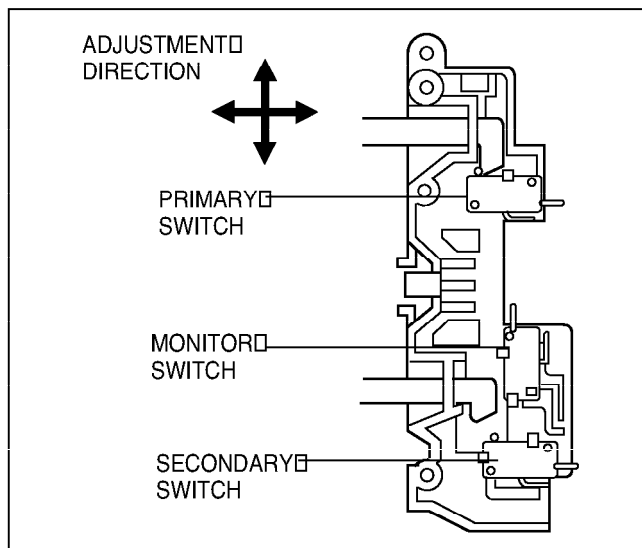 ADJUSTMENT□
DIRECTION
PRIMARY□
SWITCH
MONITOR□
SWITCH
SECONDARY□
SWITCH